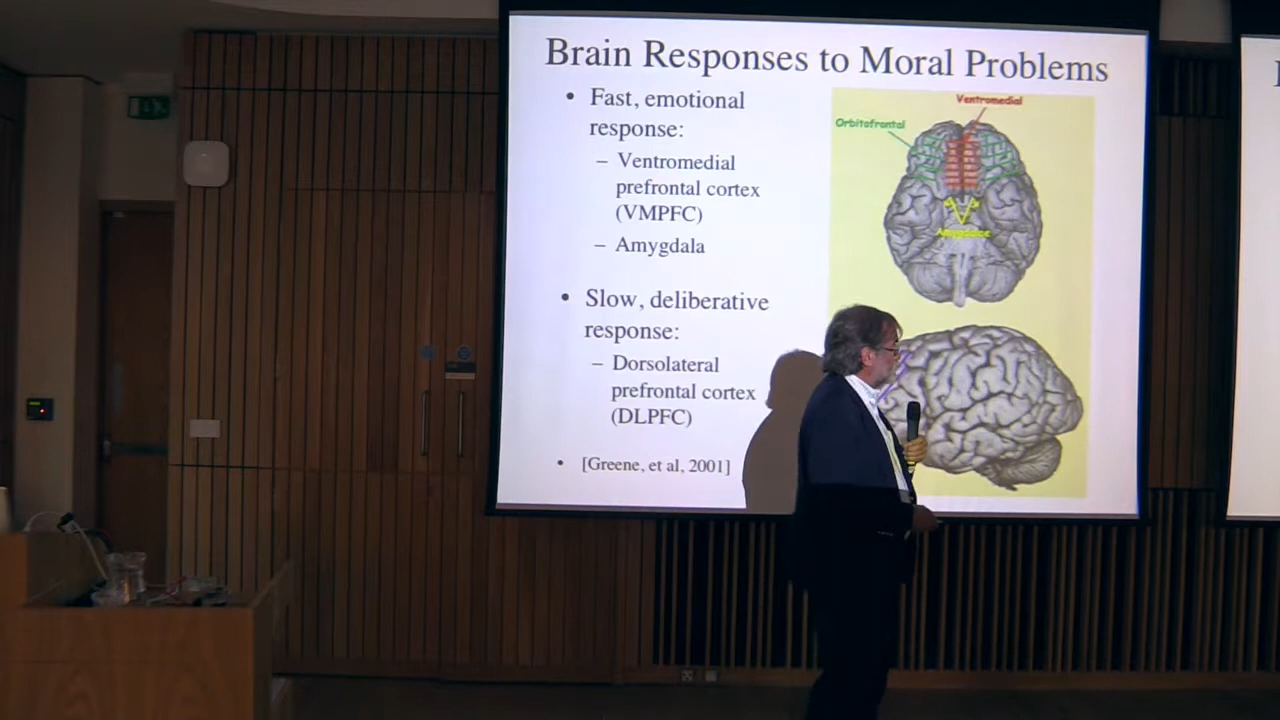 Brain Responses to Moral Problems
• Fast, emotional
response:
– Ventromedial
prefrontal cortex
(VMPFC)
– Amygdala
• Slow, deliberative
response:
– Dorsolateral
prefrontal cortex
(DLPFC)
• [Greene, et al, 2001]
Ventromedial
Orbitofrontal
Amygdalae